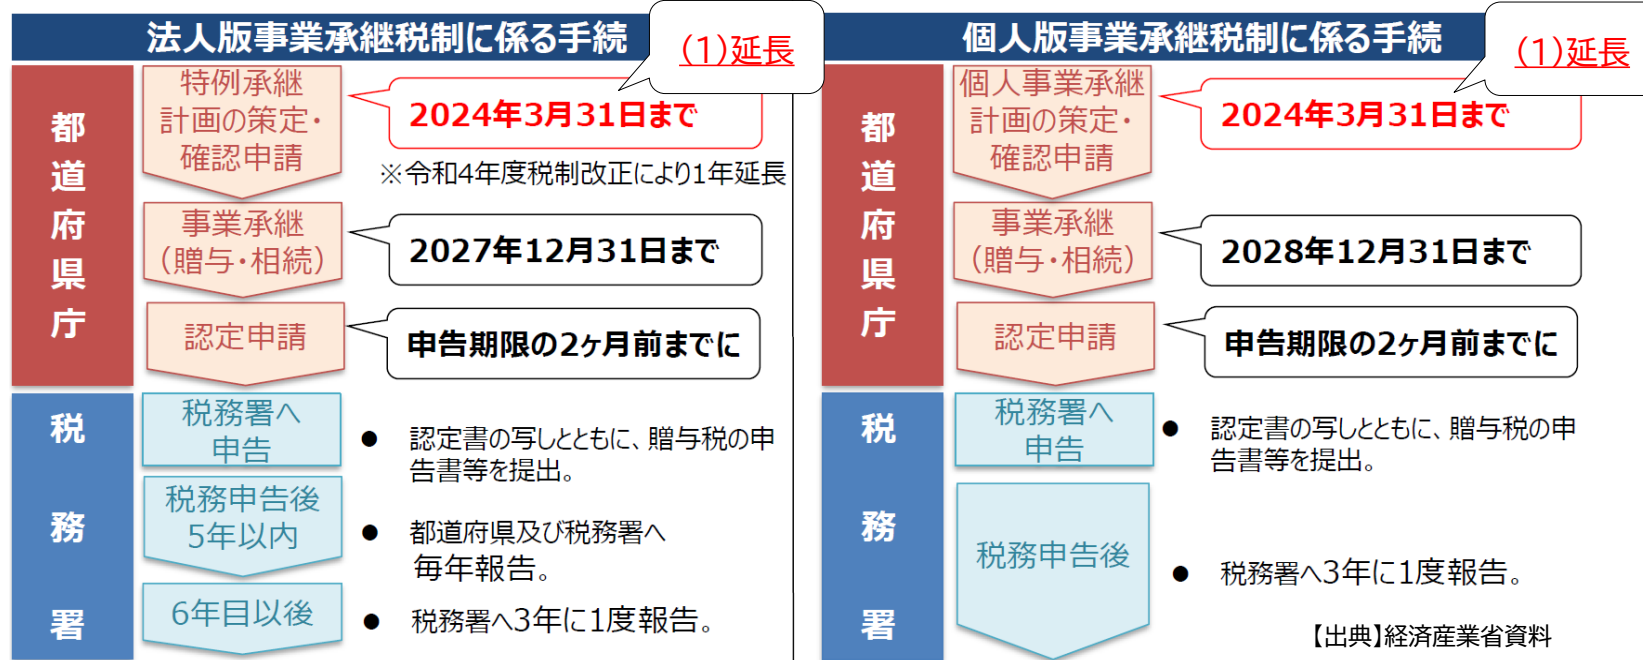 法人版事業承継税制に係る手続
(1)延長
都道府県庁
特例承継
計画の策定・
確認申請
2024年3月31日まで
※令和4年度税制改正により1年延長
事業承継
(贈与・相続)
2027年12月31日まで
認定申請
申告期限の2ヶ月前までに
税務署
税務署へ
申告
● 認定書の写しとともに、贈与税の申
告書等を提出。
税務申告後
5年以内
● 都道府県及び税務署へ
毎年報告。
6年目以後
● 税務署へ3年に1度報告。
個人版事業承継税制に係る手続
(1)延長
都道府県庁
個人事業承継
計画の策定・
確認申請
2024年3月31日まで
事業承継
(贈与・相続)
2028年12月31日まで
認定申請
申告期限の2ヶ月前までに
税務署
税務署へ
申告
● 認定書の写しとともに、贈与税の申
告書等を提出。
税務申告後
● 税務署へ3年に1度報告。
【出典】経済産業省資料